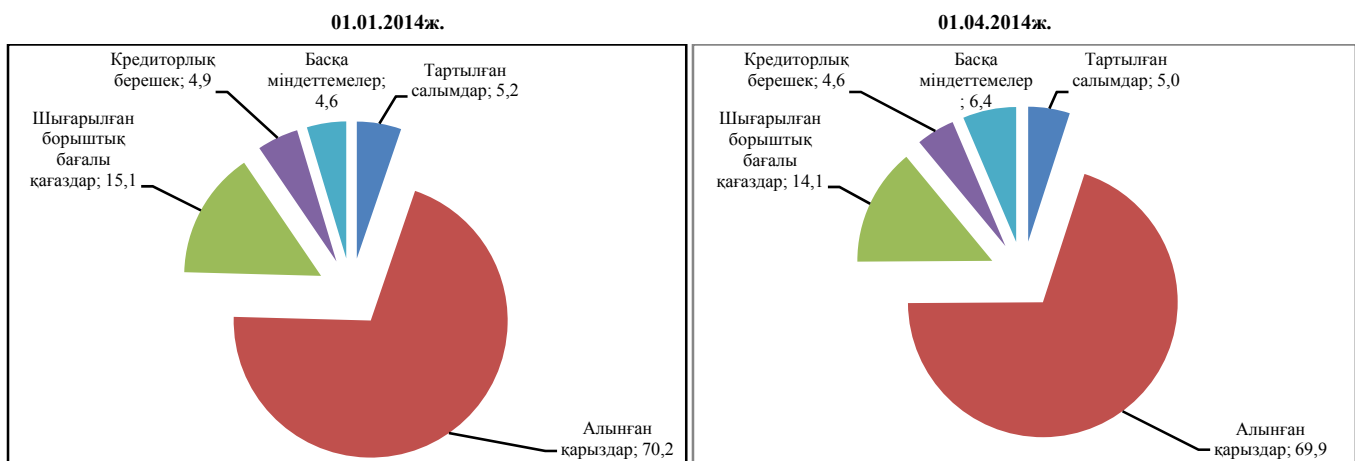 01.01.2014ж.
Кредиторлық
берешек; 4,9
Басқа
міндеттемелер;
4,6
Тартылған
салымдар; 5,2
Шығарылған
борыштық
бағалы
қағаздар; 15,1
Алынған
қарыздар; 70,2
01.04.2014ж.
Кредиторлық
берешек; 4,6
Басқа
міндеттемелер
; 6,4
Тартылған
салымдар; 5,0
Шығарылған
борыштық
бағалы
қағаздар; 14,1
Алынған
қарыздар; 69,9